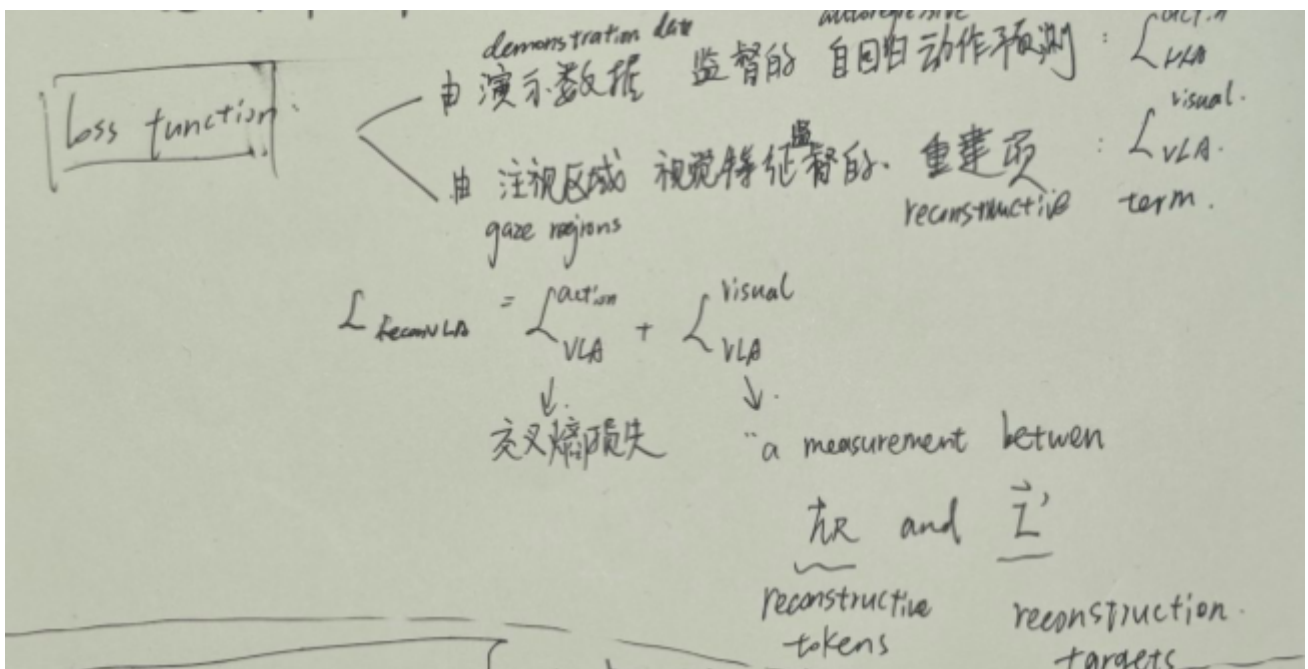 demonstration data autoregressive
loss function: 由演示数据 监督的 自回归动作预测 : L action VLA
由 注视区域 视觉特征监督的. 重建项 : L visual. VLA.
gaze regions reconstructive term.
L ReconVLA = L action VLA + L visual VLA
↓. ↓.
交叉熵损失 "a measurement betwen
hR and I'
reconstructive reconstruction.
tokens targets